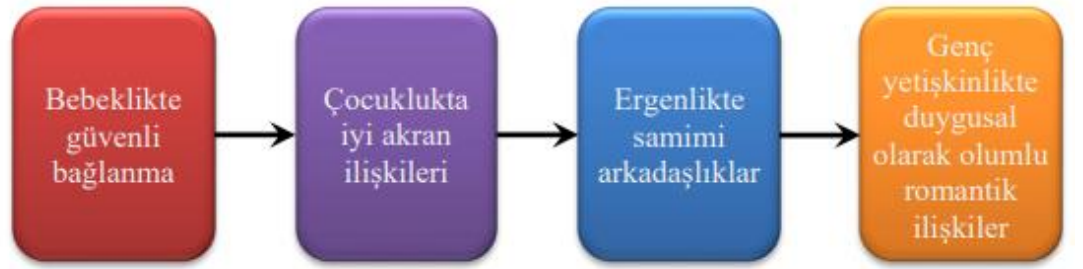 Bebeklikte
güvenli
bağlanma
Çocuklukta
iyi akran
ilişkileri
Ergenlikte
samimi
arkadaşlıklar
Genç
yetişkinlikte
duygusal
olarak olumlu
romantik
ilişkiler